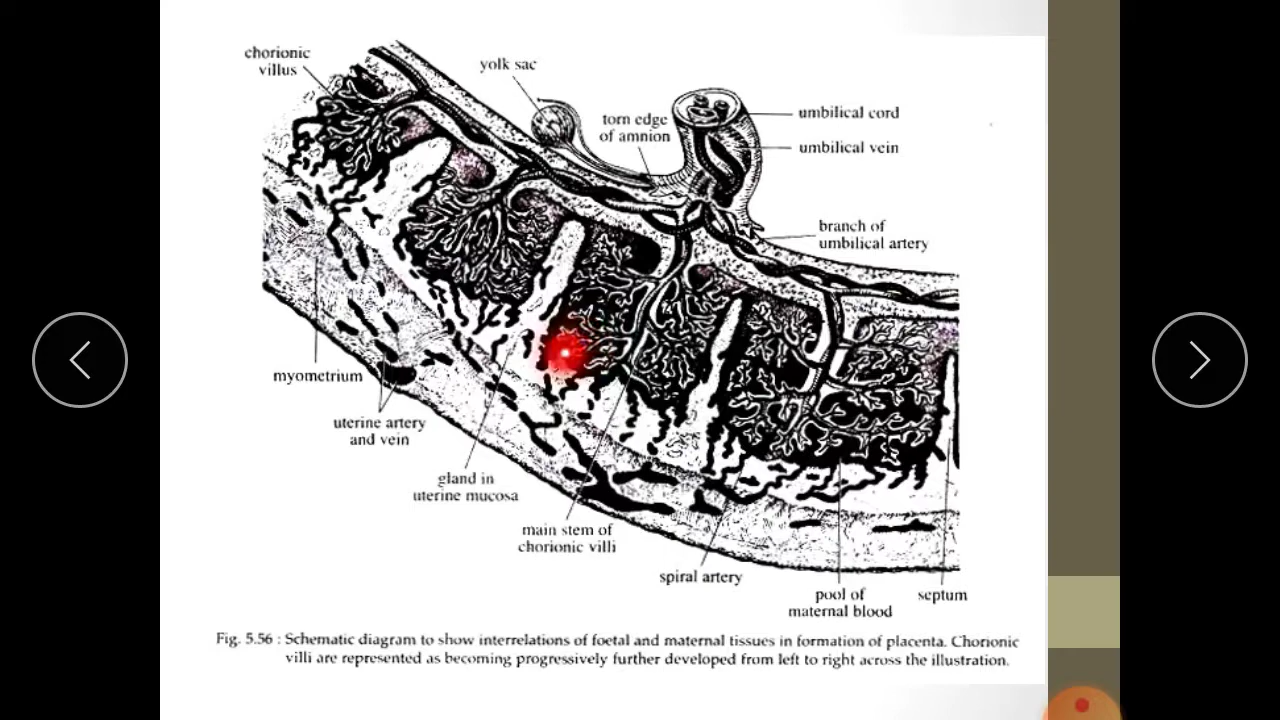 chorionic
villus
yolk sac
torn edge
of amnion
umbilical cord
umbilical vein
branch of
umbilical artery
myometrium
uterine artery
and vein
gland in
uterine mucosa
main stem of
chorionic villi
spiral artery
pool of
maternal blood
septum
Fig. 5.56 : Schematic diagram to show interrelations of foetal and maternal tissues in formation of placenta. Chorionic
villi are represented as becoming progressively further developed from left to right across the illustration.